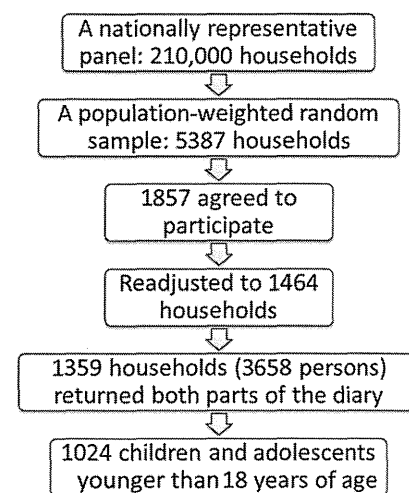 A nationally representative
panel: 210,000 households
A population-weighted random
sample: 5387 households
1857 agreed to
participate
Readjusted to 1464
households
1359 households (3658 persons)
returned both parts of the diary
1024 children and adolescents
younger than 18 years of age